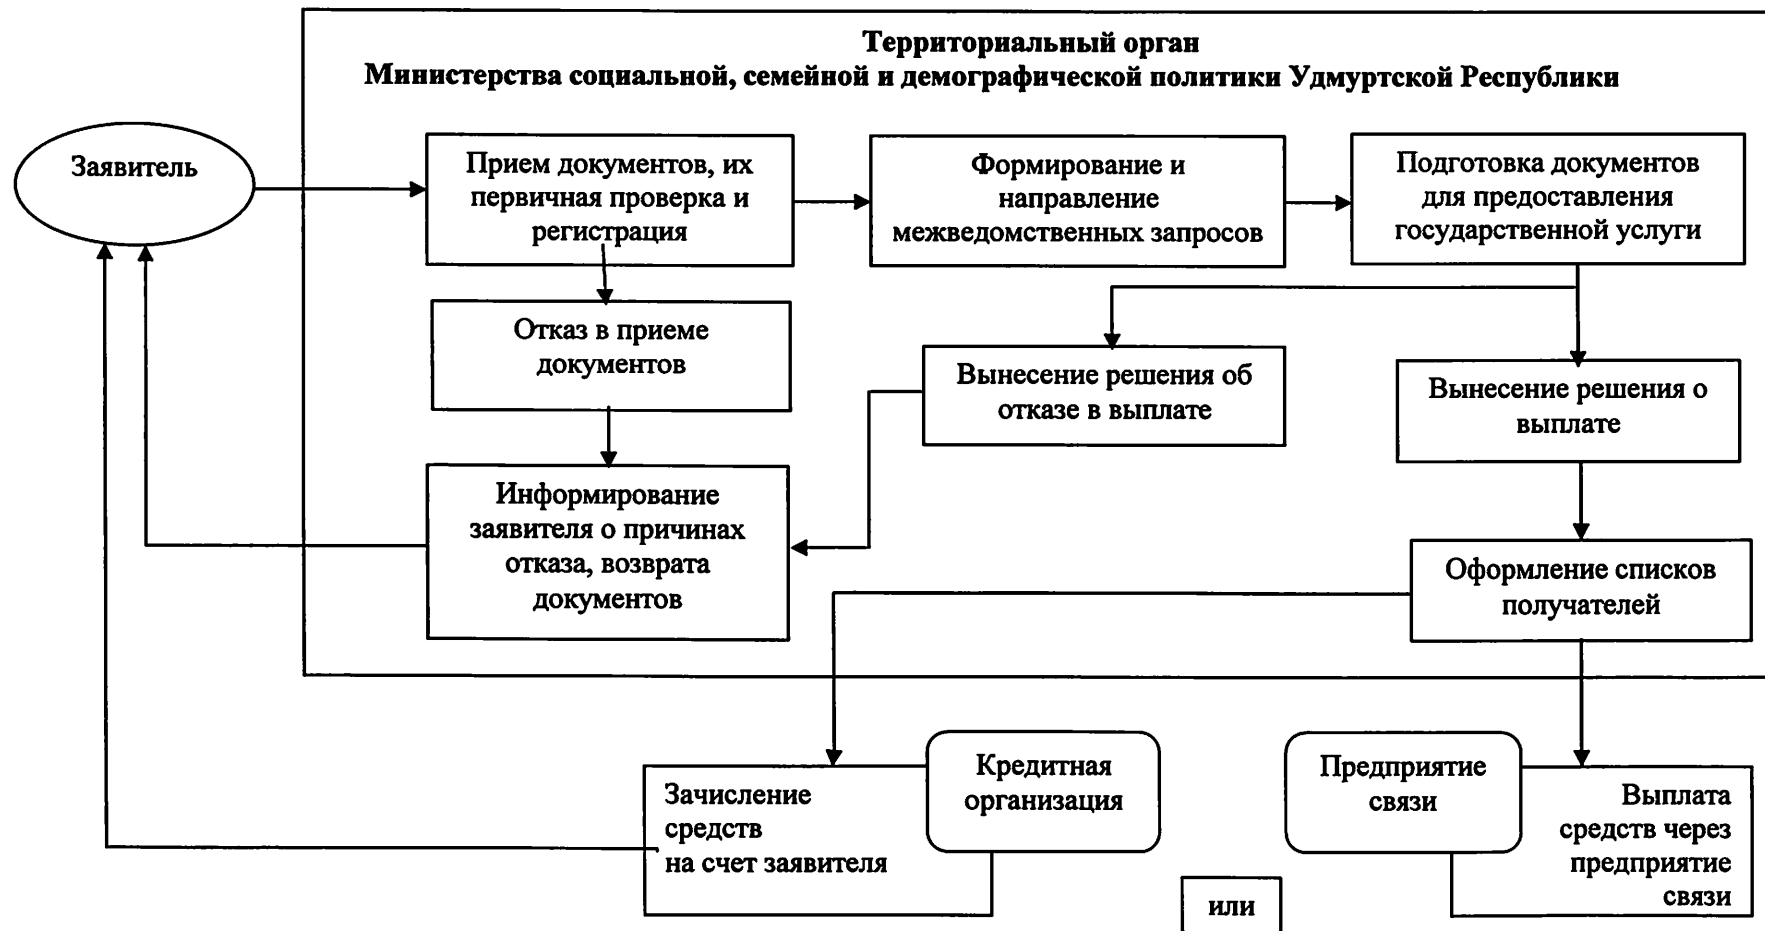 Территориальный орган
Министерства социальной, семейной и демографической политики Удмуртской Республики
Заявитель
Прием документов, их
первичная проверка и
регистрация
Формирование и
направление
межведомственных запросов
Подготовка документов
для предоставления
государственной услуги
Отказ в приеме
документов
Вынесение решения об
отказе в выплате
Вынесение решения о
выплате
Информирование
заявителя о причинах
отказа, возврата
документов
Оформление списков
получателей
Зачисление
средств
на счет заявителя
Кредитная
организация
Предприятие
связи
Выплата
средств через
предприятие
связи
или